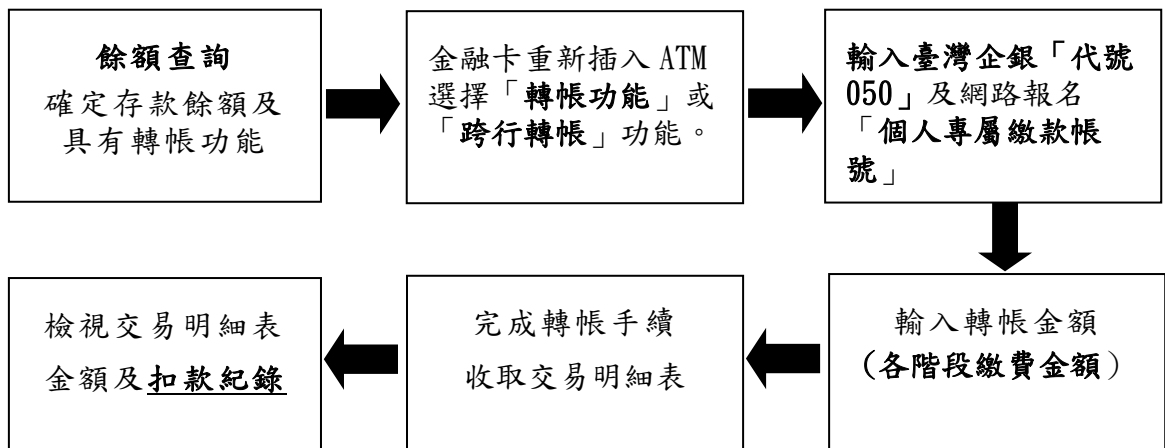 餘額查詢
確定存款餘額及
具有轉帳功能
金融卡重新插入 ATM
選擇「轉帳功能」或
「跨行轉帳」功能。
輸入臺灣企銀「代號
050」及網路報名
「個人專屬繳款帳
號」
輸入轉帳金額
(各階段繳費金額)
完成轉帳手續
收取交易明細表
檢視交易明細表
金額及扣款紀錄